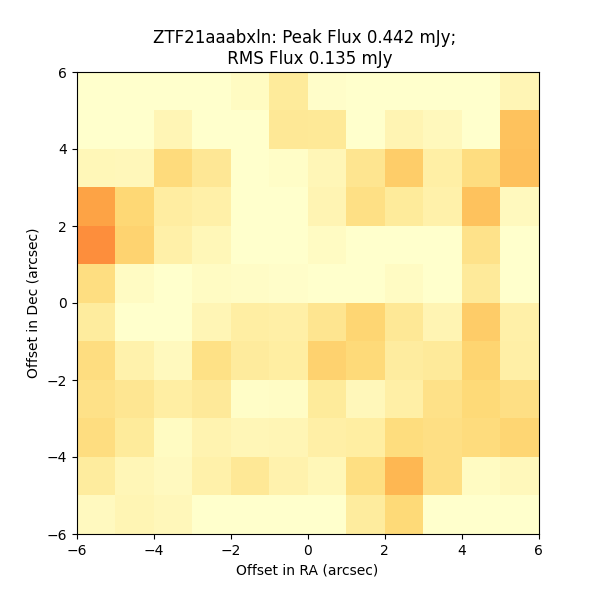 ZTF21aaabxln: Peak Flux 0.442 mJy;
RMS Flux 0.135 mJy
6
4
2
0
−2
−4
−6
Offset in Dec (arcsec)
−6 −4 −2 0 2 4 6
Offset in RA (arcsec)